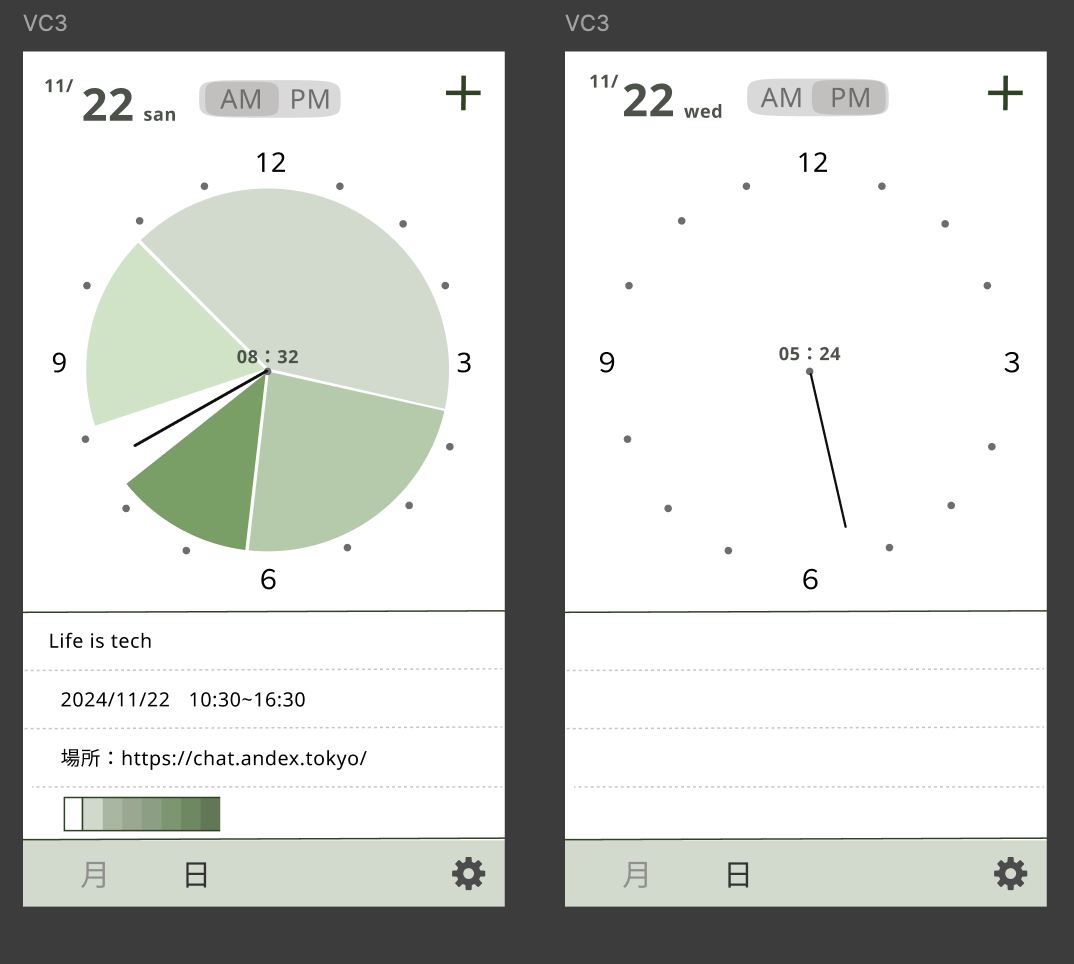 VC3
11/
22 san
AM PM
12
9
3
08：32
6
Life is tech
2024/11/22 10:30~16:30
場所：https://chat.andex.tokyo/
月 日
VC3
11/
22 wed
AM PM
12
9
3
05：24
6
月 日